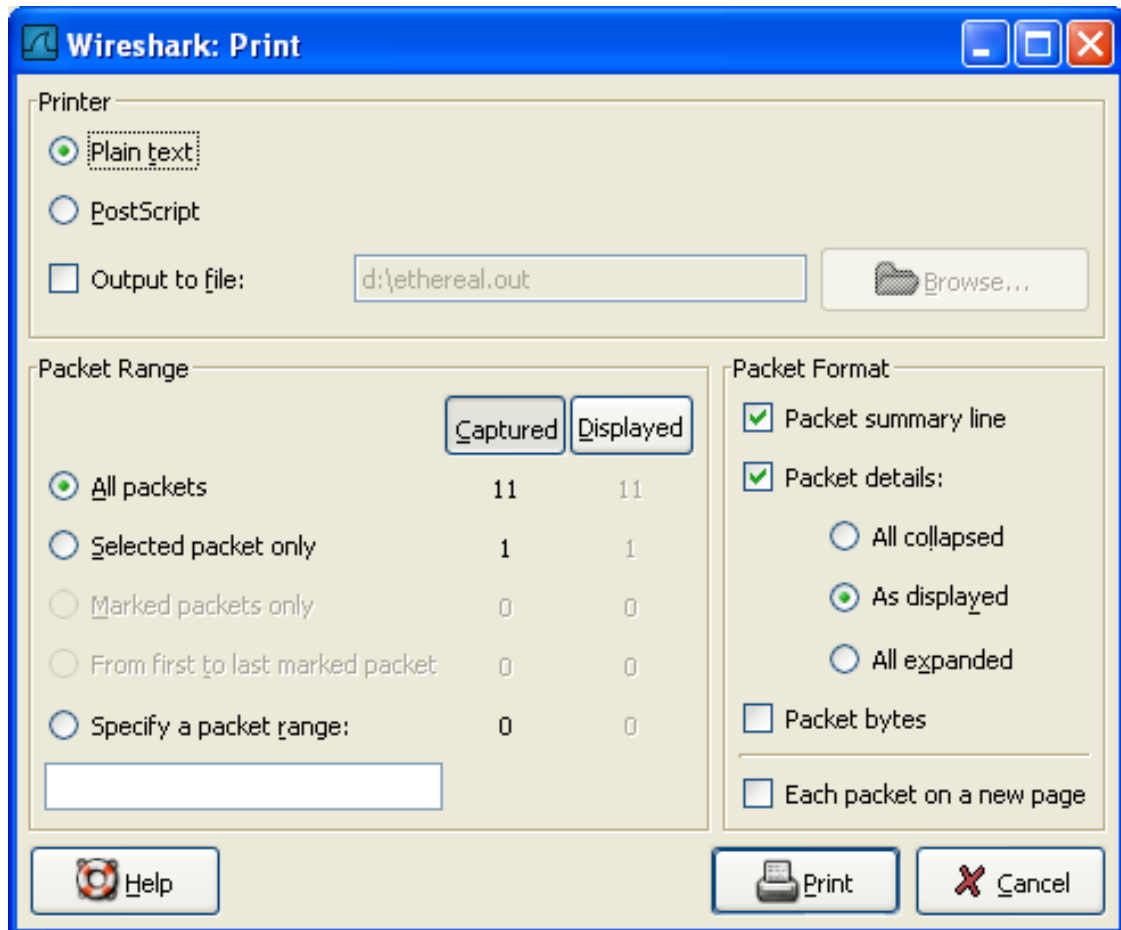 Wireshark: Print
Printer
Plain text
PostScript
Output to file: d:\ethereal.out Browse...
Packet Range
Captured Displayed
All packets 11 11
Selected packet only 1 1
Marked packets only 0 0
From first to last marked packet 0 0
Specify a packet range: 0 0
Packet Format
Packet summary line
Packet details:
All collapsed
As displayed
All expanded
Packet bytes
Each packet on a new page
Help Print Cancel